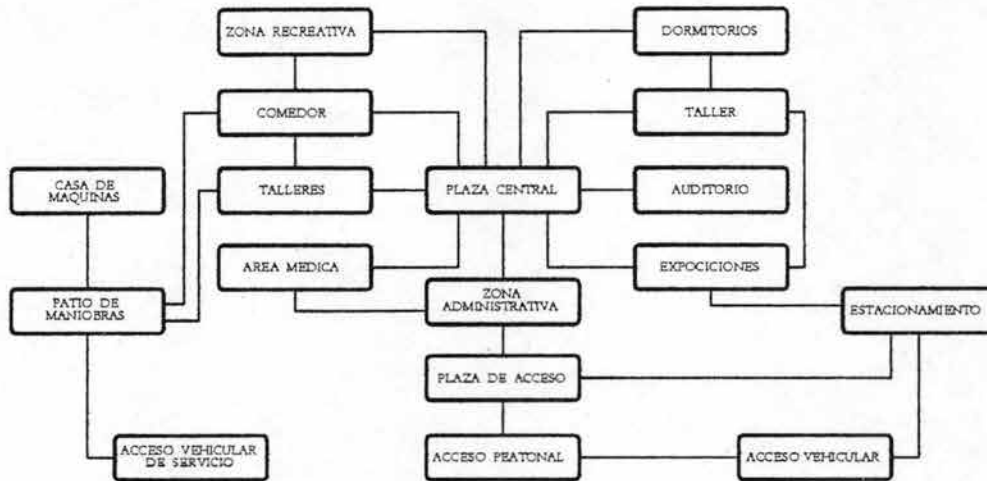 ZONA RECREATIVA
DORMITORIOS
COMEDOR
TALLER
CASA DE
MAQUINAS
TALLERES
PLAZA CENTRAL
AUDITORIO
AREA MEDICA
EXPOCICIONES
PATIO DE
MANIOBRAS
ZONA
ADMINISTRATIVA
ESTACIONAMIENTO
PLAZA DE ACCESO
ACCESO VEHICULAR
DE SERVICIO
ACCESO PEATONAL
ACCESO VEHICULAR